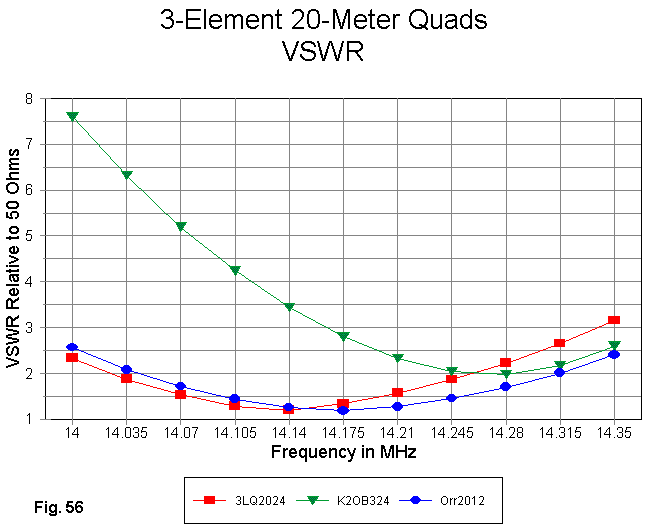 3-Element 20-Meter Quads
VSWR
VSWR Relative to 50 Ohms
8
7
6
5
4
3
2
1
14 14.035 14.07 14.105 14.14 14.175 14.21 14.245 14.28 14.315 14.35
Frequency in MHz
Fig. 56
3LQ2024 K2OB324 Orr2012